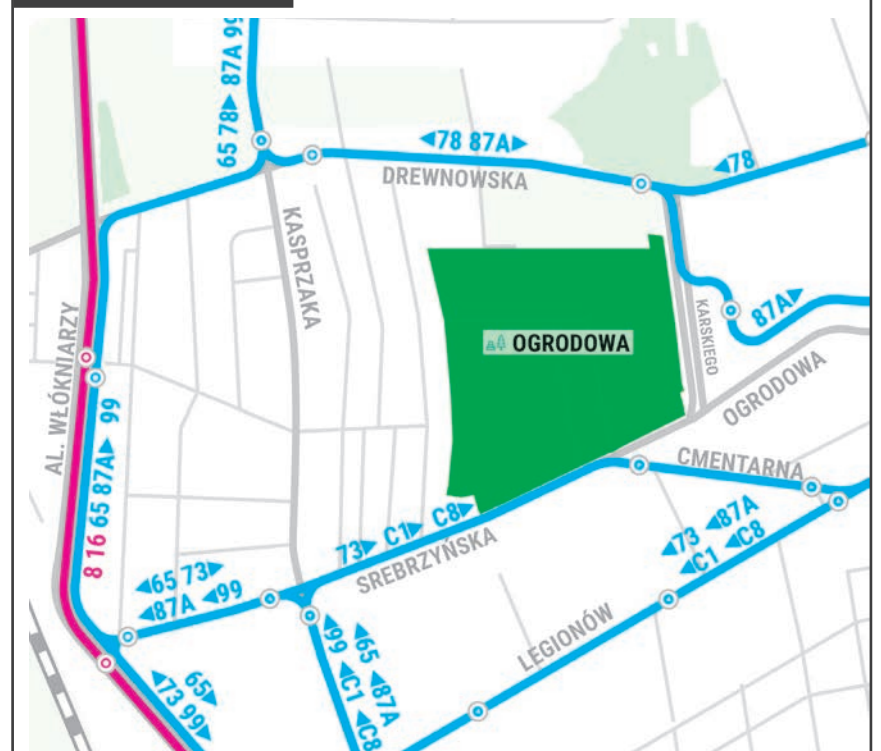 65 78▶ 87A 99
◀78 87A▶
◀78
DREWNOWSKA
KASPRZAKA
AL. WŁÓKNIARZY
OGRODOWA
KARSKIEGO
87A▶
OGRODOWA
8 16 65 87A▶ 99
CMENTARNA
73▶ C1▶ C8▶
SREBRZYŃSKA
◀73 ◀87A
◀C1 ◀C8
◀65 73▶
◀87A ◀99
LEGIONÓW
65▶
◀73 99▶
◀65 ◀87A
◀99 ◀C1 ◀C8